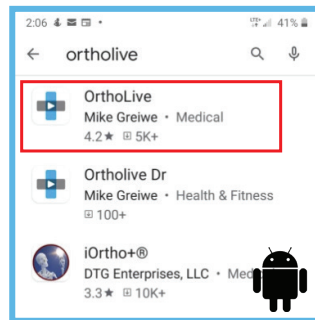 2:06
LTE+ 41%
ortholive
OrthoLive
Mike Greiwe • Medical
4.2★ 5K+
Ortholive Dr
Mike Greiwe • Health & Fitness
100+
iOrtho+®
DTG Enterprises, LLC • Med
3.3★ 10K+